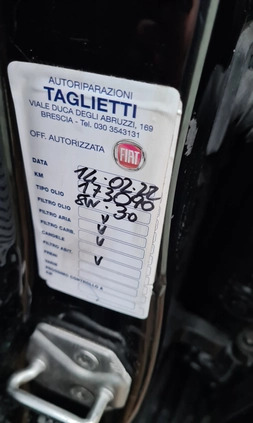 AUTORIPARAZIONI
TAGLIETTI
VIALE DUCA DEGLI ABRUZZI, 169
BRESCIA - Tel. 030 3543131
OFF. AUTORIZZATA
FIAT
DATA 14.02.22
KM 173090
TIPO OLIO 5W-30
FILTRO OLIO V
FILTRO ARIA V
FILTRO CARB. V
CANDELE
FILTRO ABIT. V
FRENI